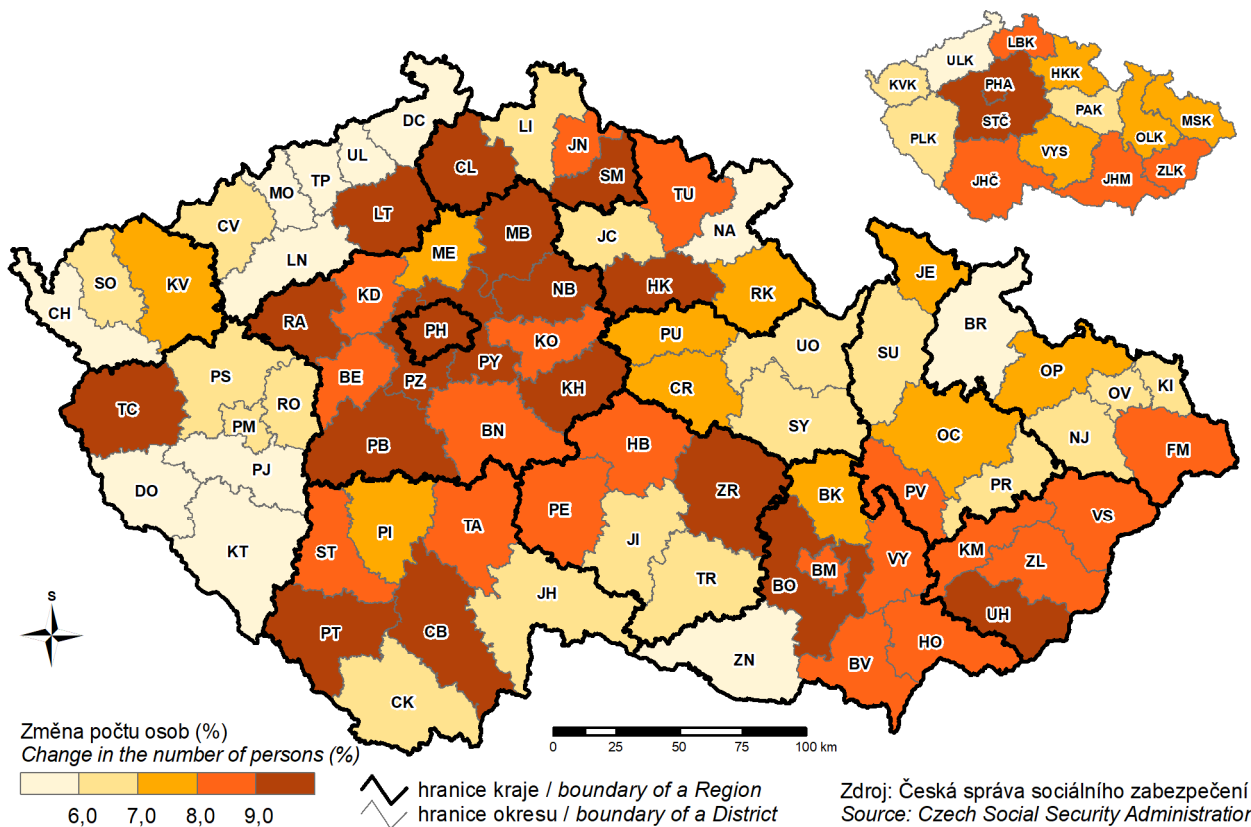 DC
LI
JN
SM
CL
UL
TP
MO
LT
TU
NA
CV
LN
ME
MB
JC
SO
KV
CH
KD
NB
HK
RK
JE
BR
RA
PH
KO
PU
UO
SU
OP
OV
KI
PS
RO
BE
PZ
PY
KH
CR
TC
PM
SY
OC
NJ
FM
PB
BN
HB
PJ
DO
ZR
BK
PV
PR
VS
KT
ST
PI
TA
PE
JI
TR
BO
BM
VY
KM
ZL
PT
CB
JH
UH
HO
ZN
BV
CK
LBK
ULK
HKK
KVK
PHA
PAK
STČ
MSK
OLK
PLK
VYS
JHČ
JHM
ZLK
S
Změna počtu osob (%)
Change in the number of persons (%)
6,0 7,0 8,0 9,0
0 25 50 75 100 km
hranice kraje / boundary of a Region
hranice okresu / boundary of a District
Zdroj: Česká správa sociálního zabezpečení
Source: Czech Social Security Administration